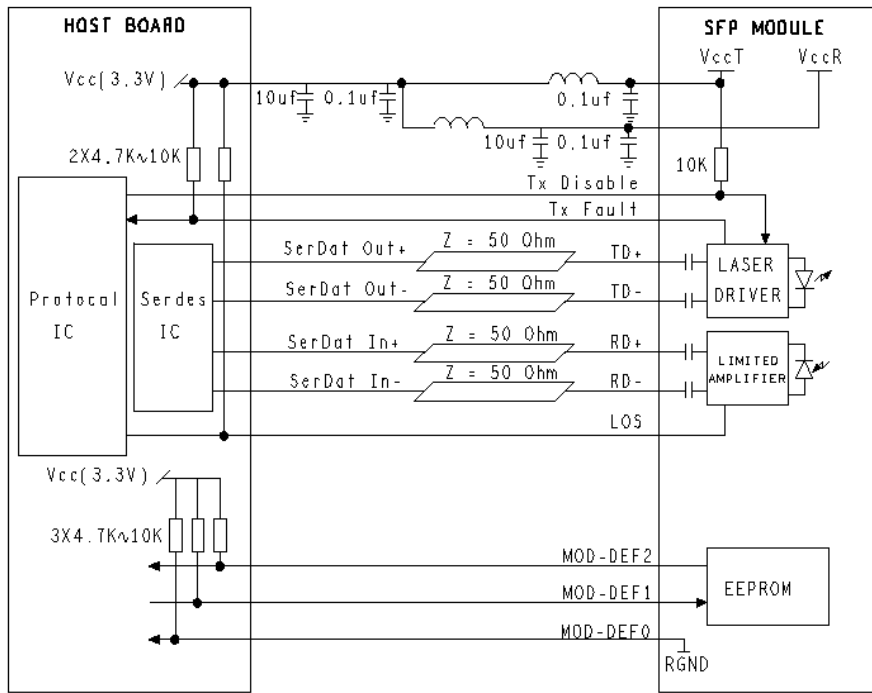 HOST BOARD
SFP MODULE
VccT
VccR
Vcc(3.3V)
10uf
0.1uf
0.1uf
10uf
0.1uf
2X4.7K~10K
10K
Tx Disable
Tx Fault
SerDat Out+
Z = 50 Ohm
TD+
SerDat Out-
Z = 50 Ohm
TD-
LASER
DRIVER
Protocal
IC
Serdes
IC
SerDat In+
Z = 50 Ohm
RD+
SerDat In-
Z = 50 Ohm
RD-
LIMITED
AMPLIFIER
LOS
Vcc(3.3V)
3X4.7K~10K
MOD-DEF2
MOD-DEF1
MOD-DEF0
EEPROM
RGND